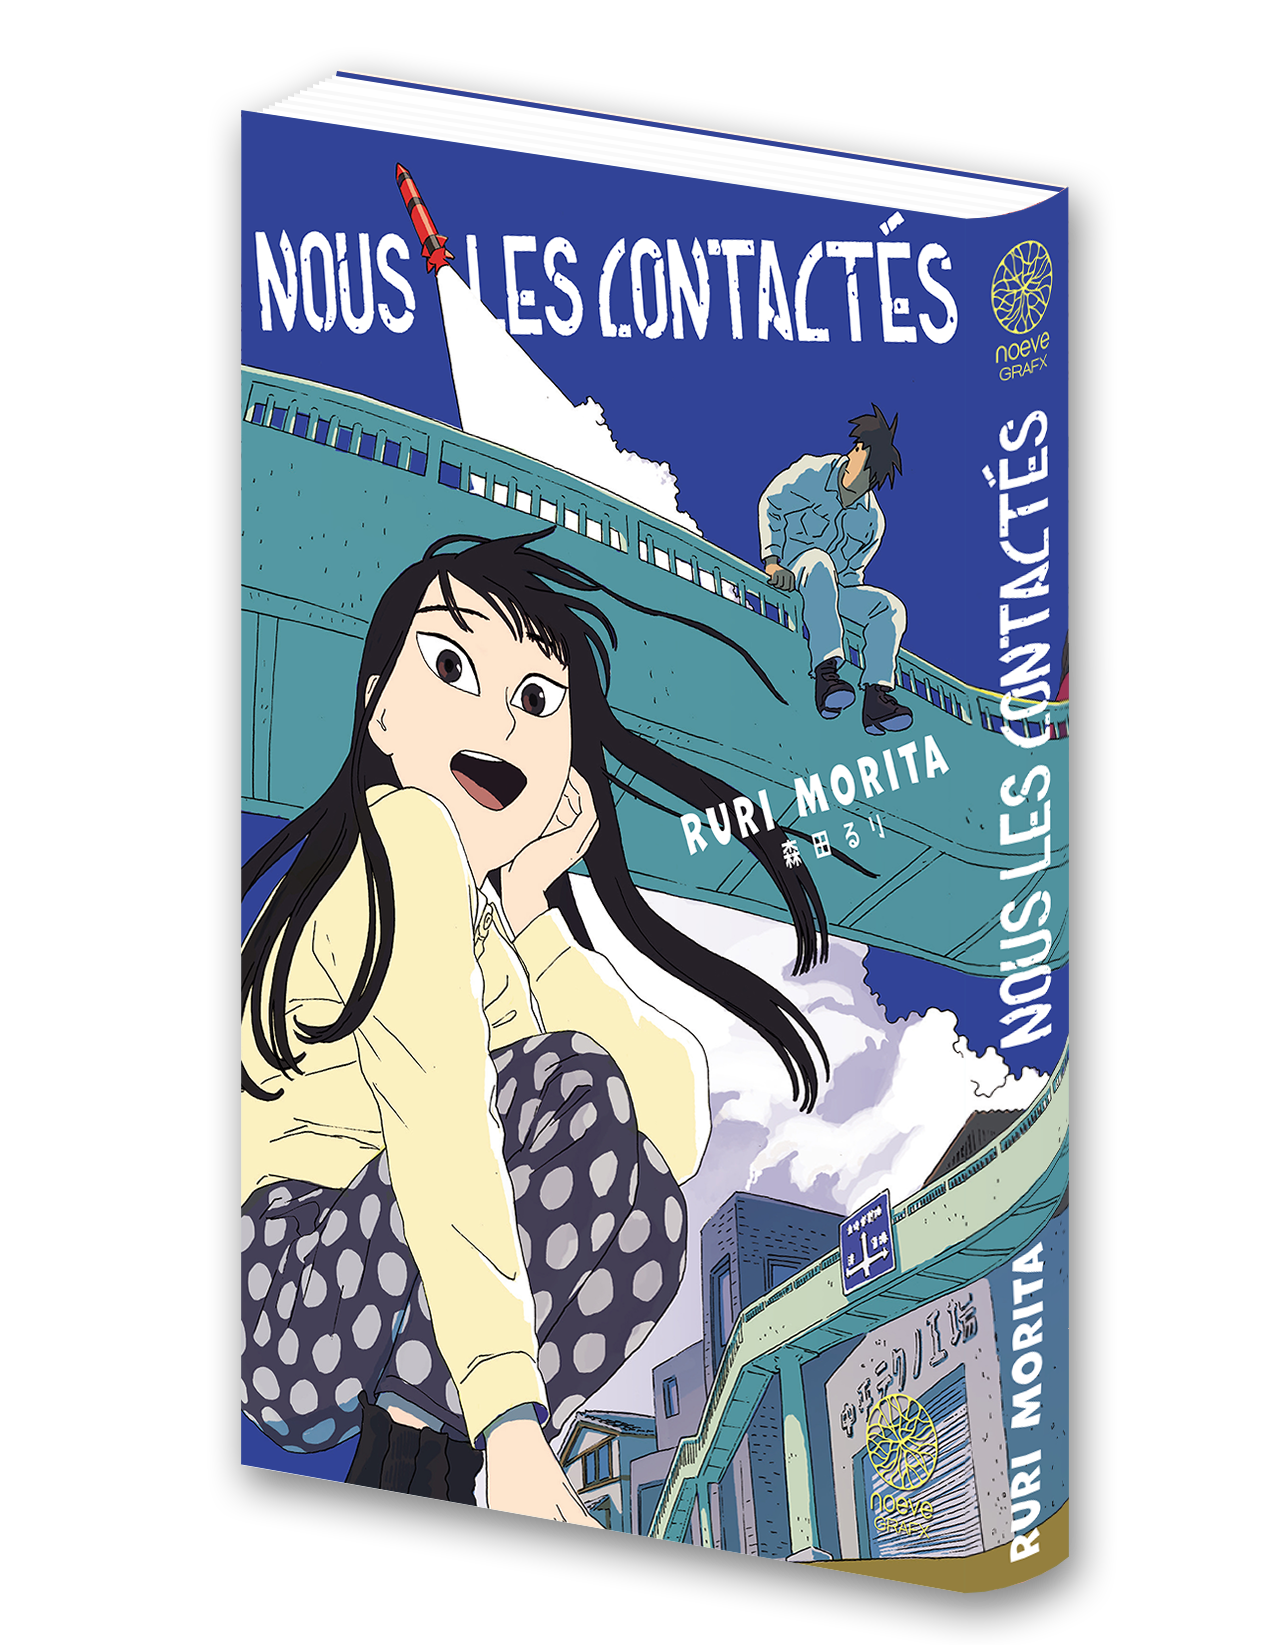 NOUS LES CONTACTÉS
RURI MORITA
森田るり
noeve
GRAFX
noeve
GRAFX
NOUS LES CONTACTÉS
RURI MORITA